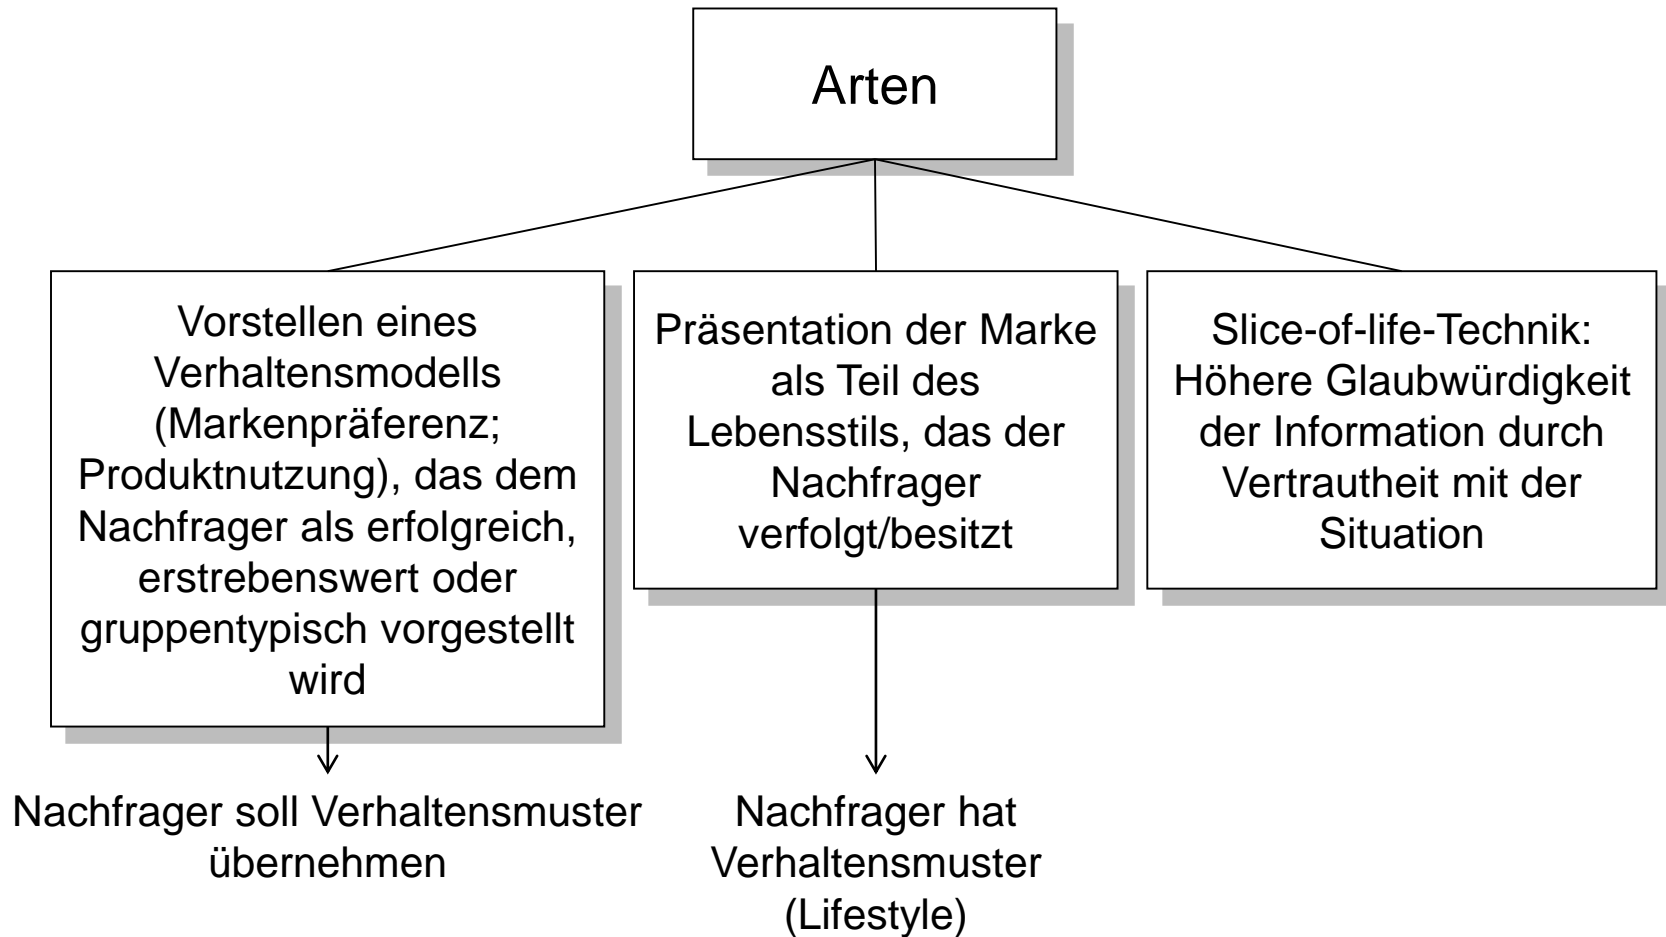 Arten
Vorstellen eines
Verhaltensmodells
(Markenpräferenz;
Produktnutzung), das dem
Nachfrager als erfolgreich,
erstrebenswert oder
gruppentypisch vorgestellt
wird
Präsentation der Marke
als Teil des
Lebensstils, das der
Nachfrager
verfolgt/besitzt
Slice-of-life-Technik:
Höhere Glaubwürdigkeit
der Information durch
Vertrautheit mit der
Situation
Nachfrager soll Verhaltensmuster
übernehmen
Nachfrager hat
Verhaltensmuster
(Lifestyle)